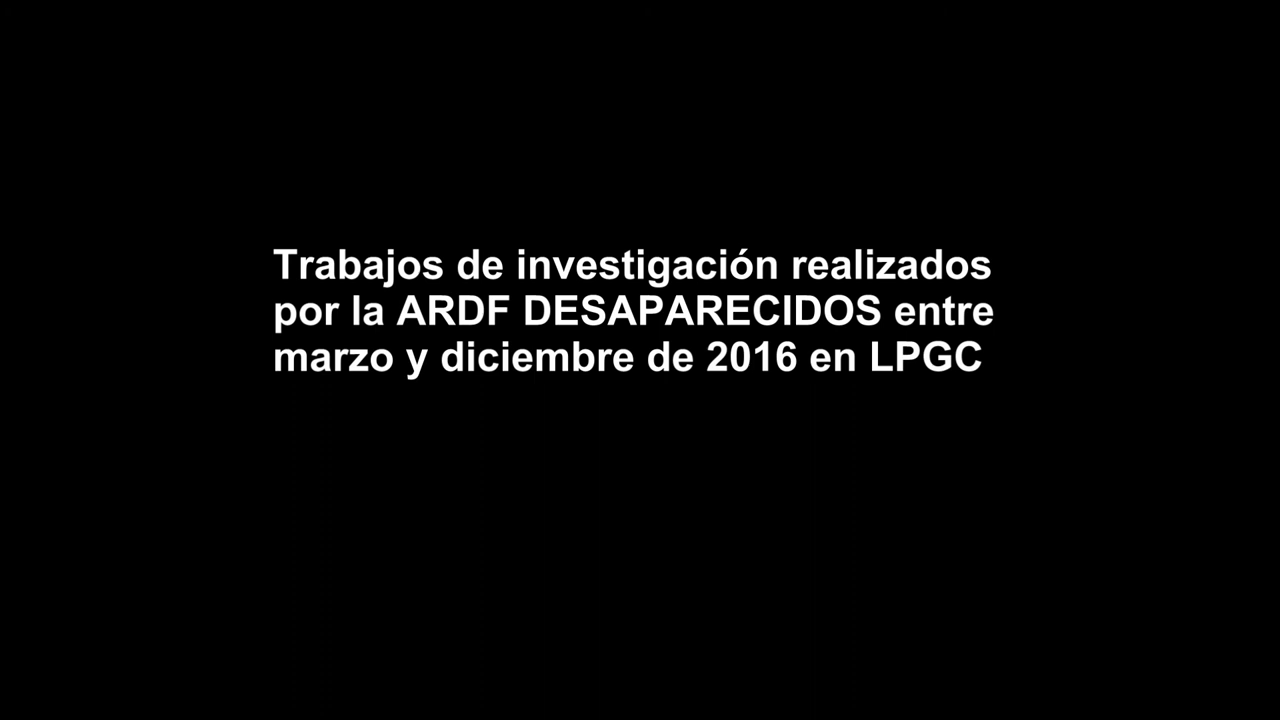 Trabajos de investigación realizados
por la ARDF DESAPARECIDOS entre
marzo y diciembre de 2016 en LPGC